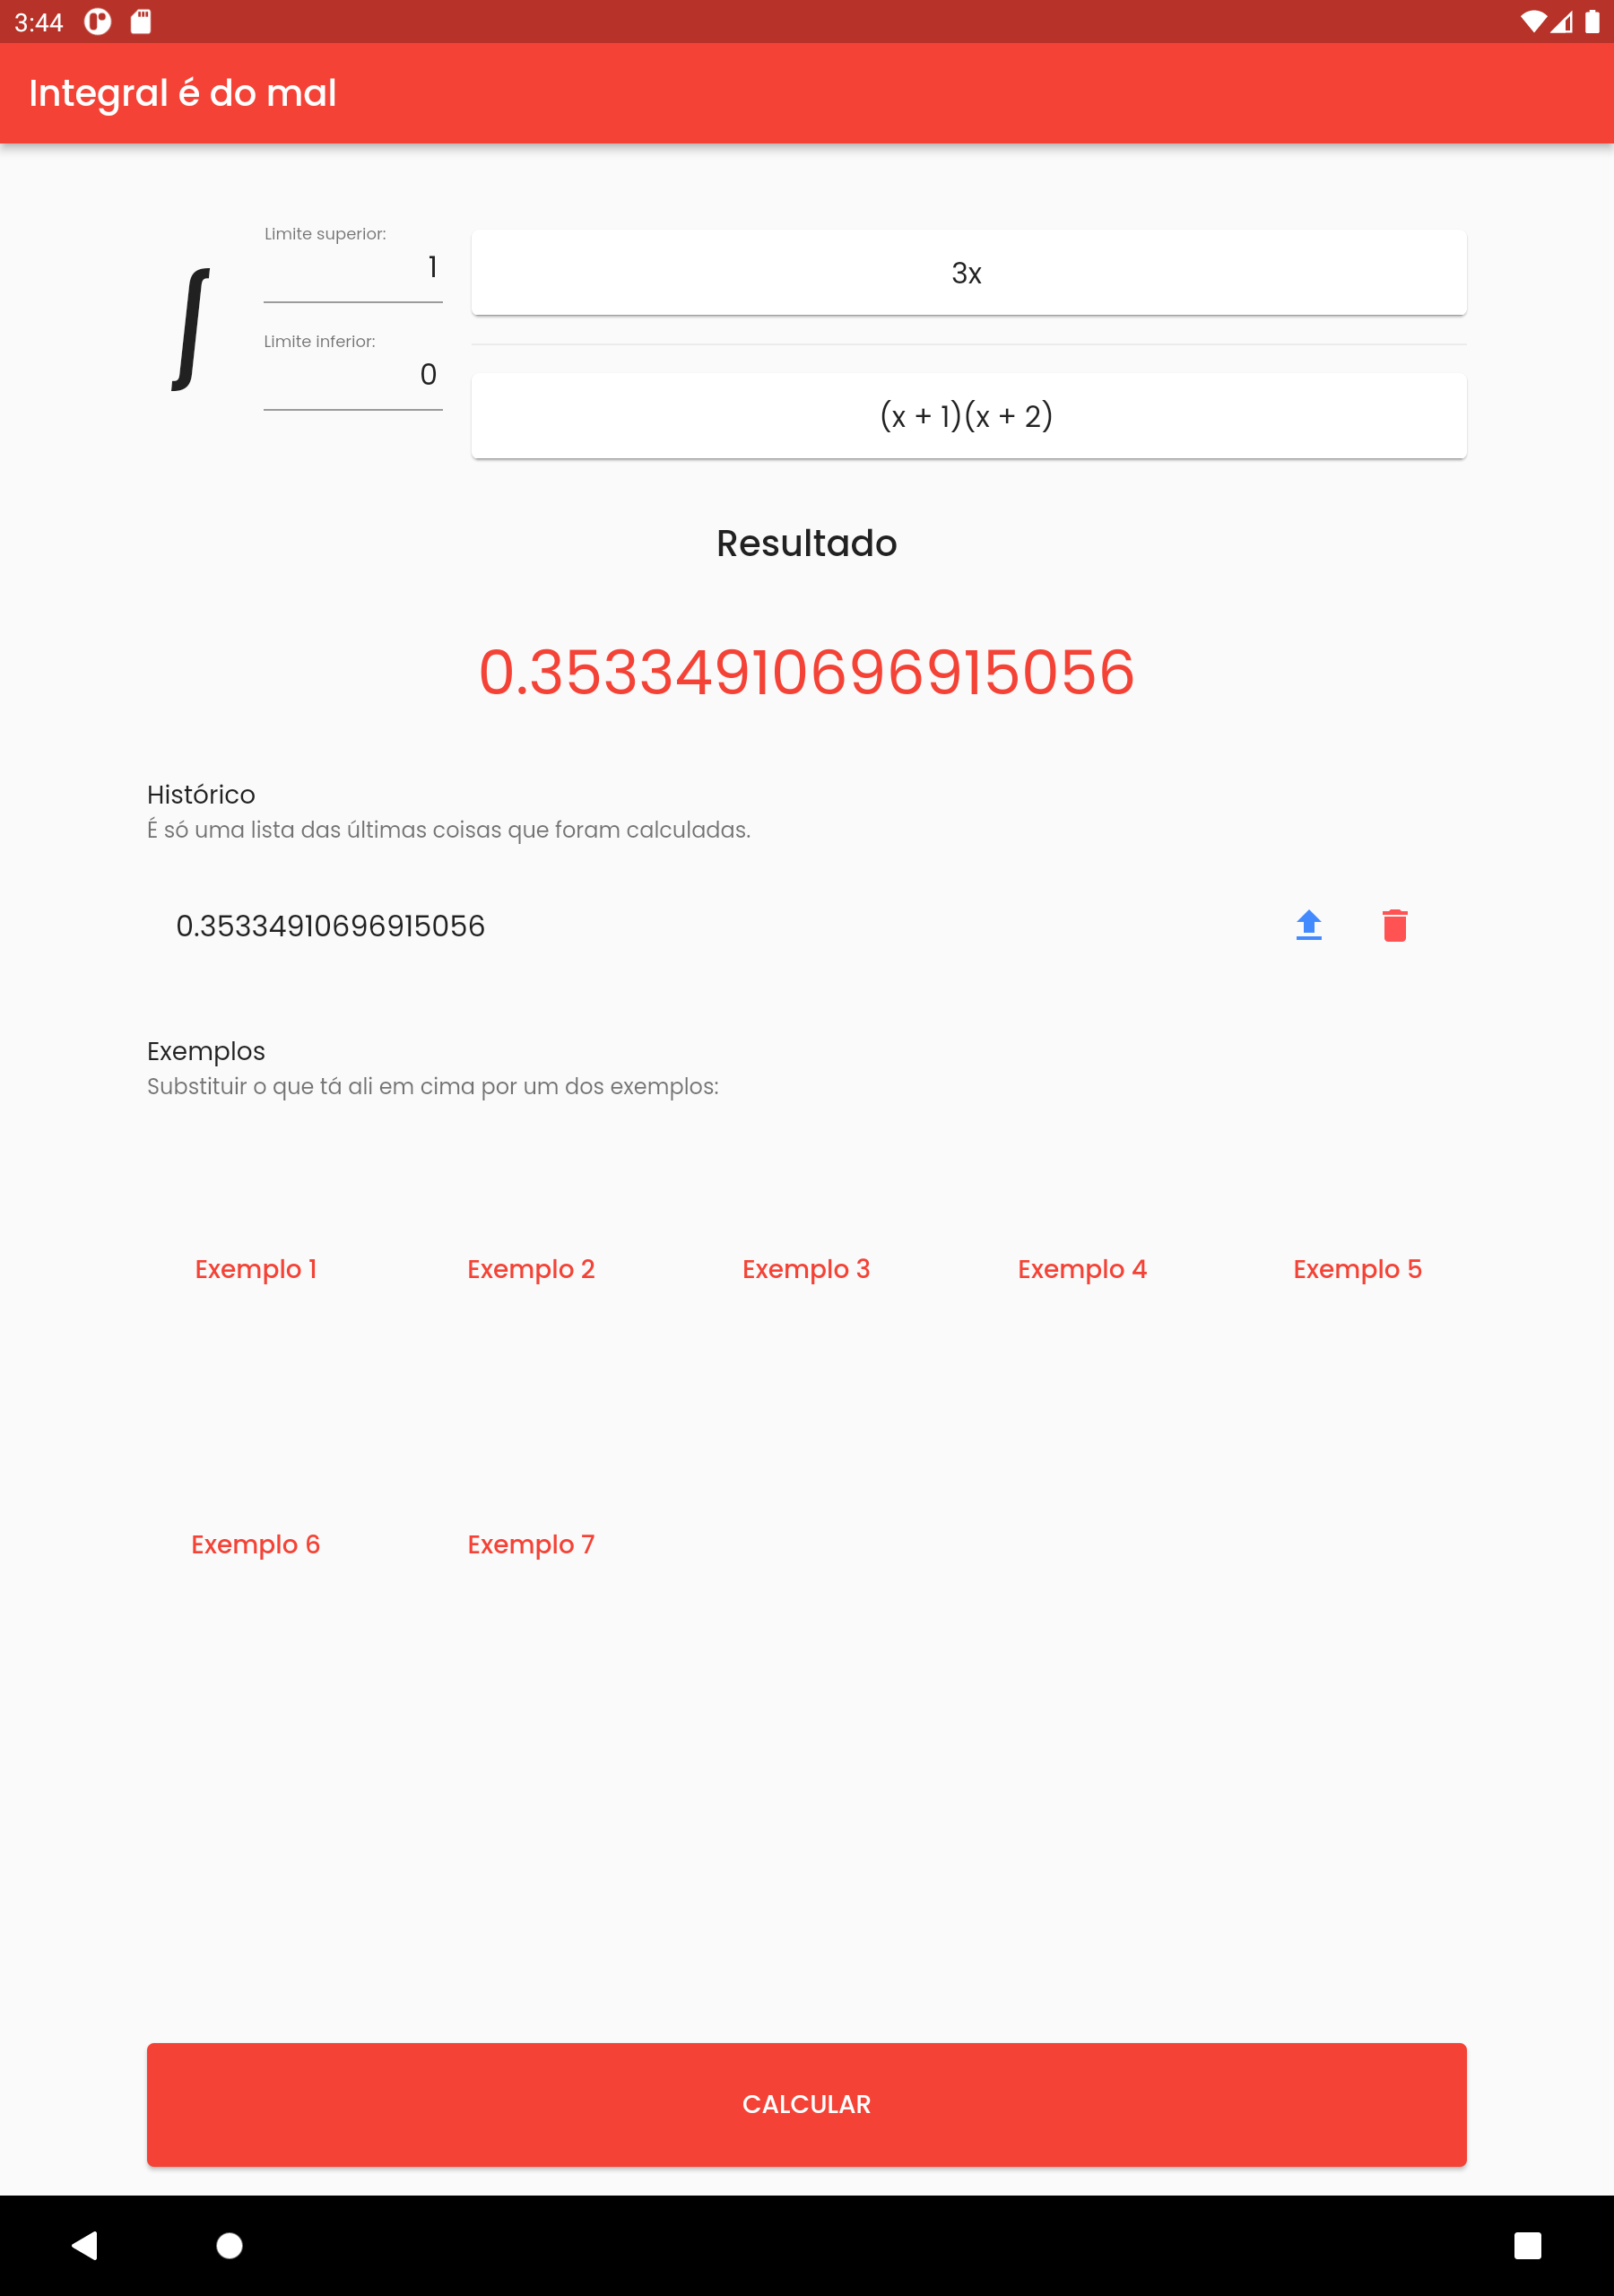 3:44
Integral é do mal
∫
Limite superior:
1
Limite inferior:
0
3x
(x + 1)(x + 2)
Resultado
0.35334910696915056
Histórico
É só uma lista das últimas coisas que foram calculadas.
0.35334910696915056
Exemplos
Substituir o que tá ali em cima por um dos exemplos:
Exemplo 1 Exemplo 2 Exemplo 3 Exemplo 4 Exemplo 5
Exemplo 6 Exemplo 7
CALCULAR